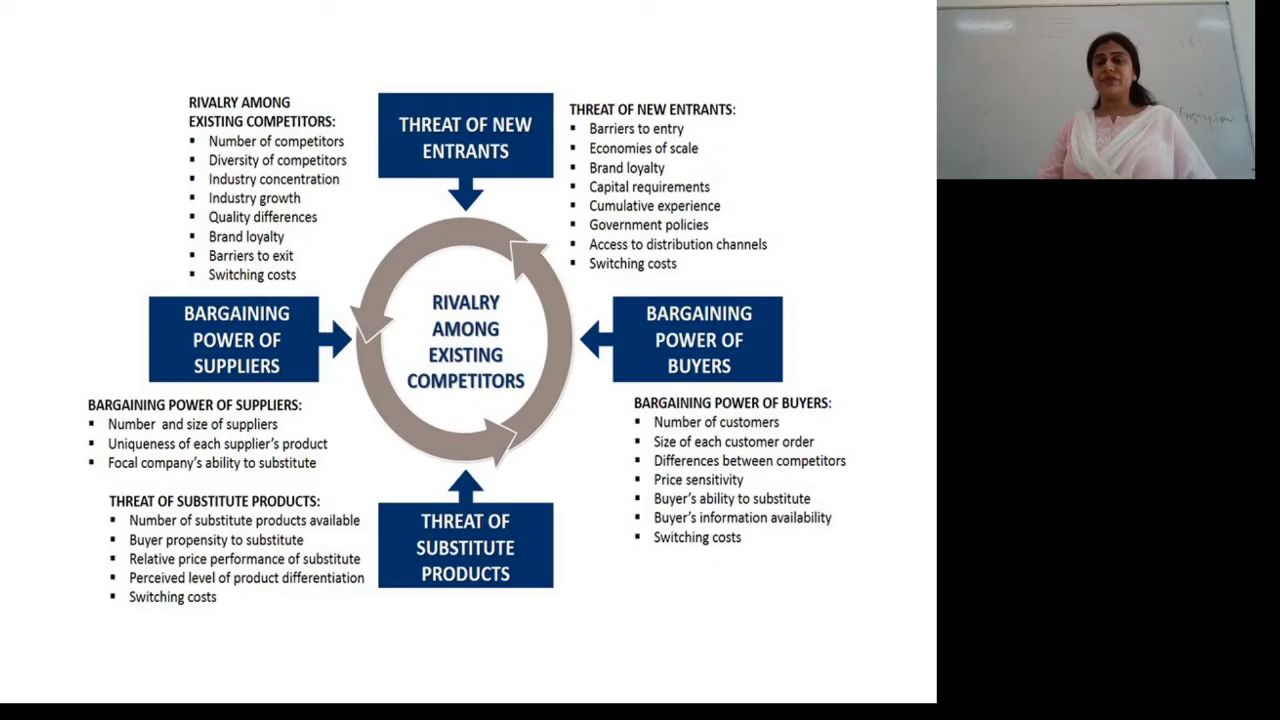 RIVALRY AMONG
EXISTING COMPETITORS:
▪ Number of competitors
▪ Diversity of competitors
▪ Industry concentration
▪ Industry growth
▪ Quality differences
▪ Brand loyalty
▪ Barriers to exit
▪ Switching costs
THREAT OF NEW
ENTRANTS
THREAT OF NEW ENTRANTS:
▪ Barriers to entry
▪ Economies of scale
▪ Brand loyalty
▪ Capital requirements
▪ Cumulative experience
▪ Government policies
▪ Access to distribution channels
▪ Switching costs
BARGAINING
POWER OF
SUPPLIERS
RIVALRY
AMONG
EXISTING
COMPETITORS
BARGAINING
POWER OF
BUYERS
BARGAINING POWER OF SUPPLIERS:
▪ Number and size of suppliers
▪ Uniqueness of each supplier's product
▪ Focal company's ability to substitute
BARGAINING POWER OF BUYERS:
▪ Number of customers
▪ Size of each customer order
▪ Differences between competitors
▪ Price sensitivity
▪ Buyer's ability to substitute
▪ Buyer's information availability
▪ Switching costs
THREAT OF SUBSTITUTE PRODUCTS:
▪ Number of substitute products available
▪ Buyer propensity to substitute
▪ Relative price performance of substitute
▪ Perceived level of product differentiation
▪ Switching costs
THREAT OF
SUBSTITUTE
PRODUCTS